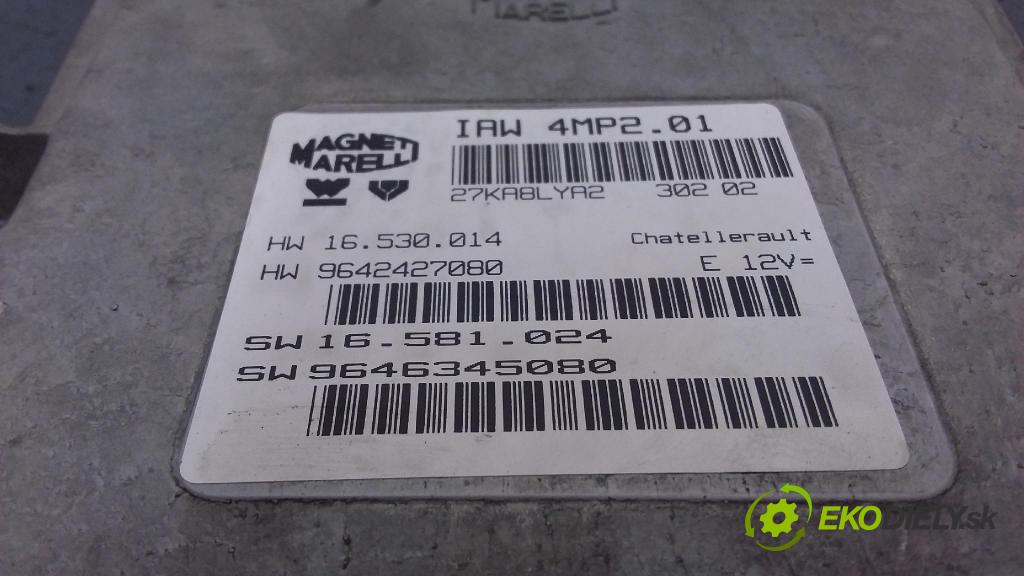 MARELLI
IAW 4MP2.01
MAGNETI
MARELLI
27KA8LYA2 302 02
HW 16.530.014 Chatellerault
HW 9642427080 E 12V=
SW 16.581.024
SW 9646345080
EKODIELY.sk